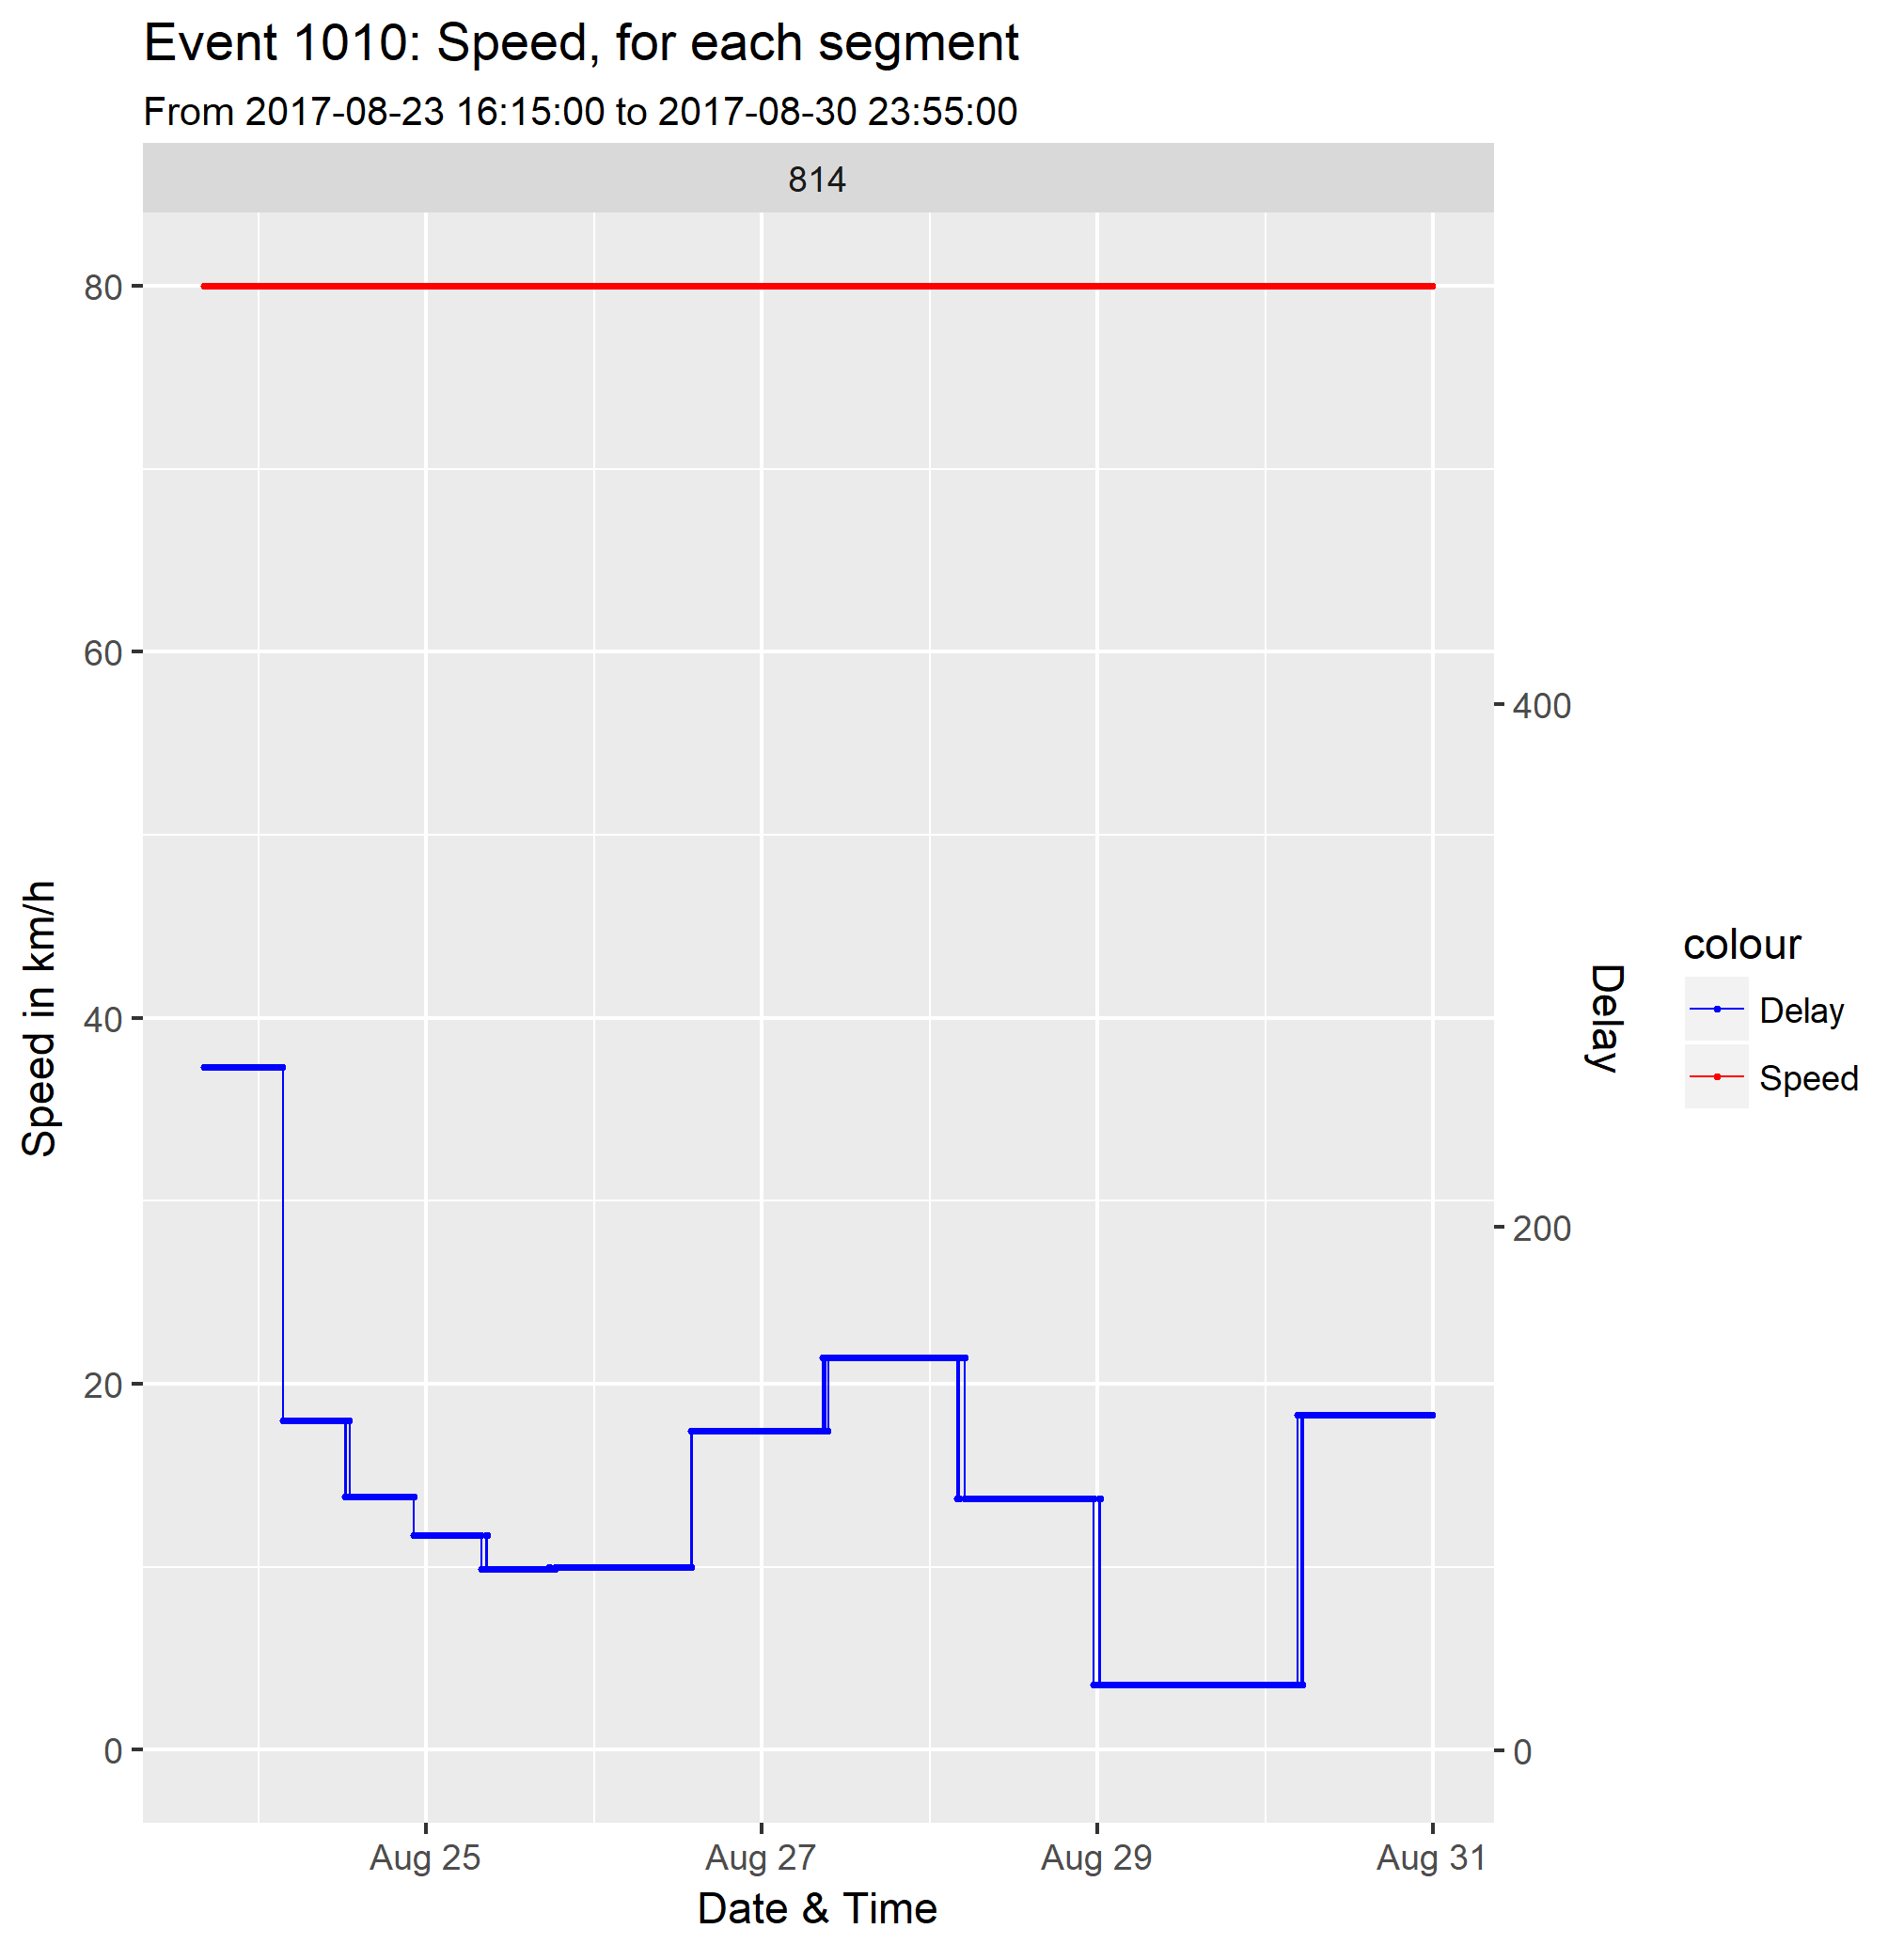 Event 1010: Speed, for each segment
From 2017-08-23 16:15:00 to 2017-08-30 23:55:00
814
80
60
40
20
0
Speed in km/h
400
200
0
Delay
colour
Delay
Speed
Aug 25
Aug 27
Aug 29
Aug 31
Date & Time